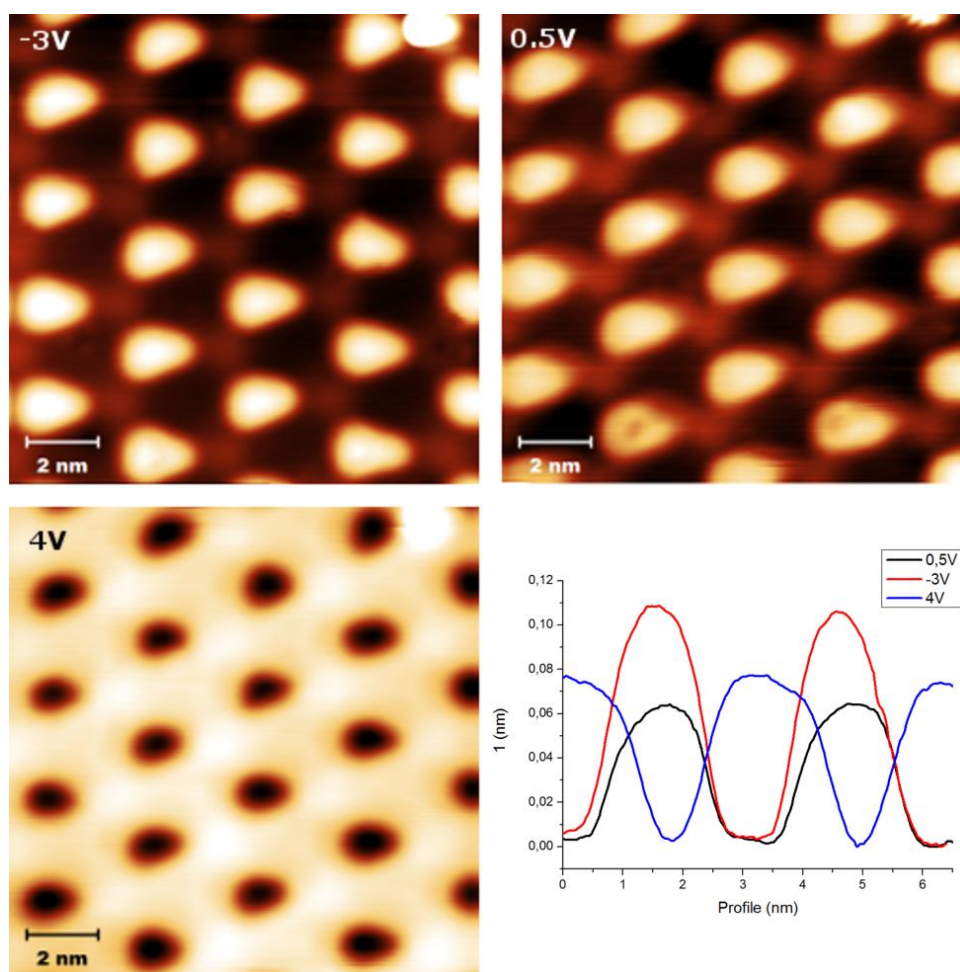 -3V
2 nm
0.5V
2 nm
4V
2 nm
0,5V
-3V
4V
0,12
0,10
0,08
0,06
0,04
0,02
0,00
1 (nm)
0 1 2 3 4 5 6
Profile (nm)